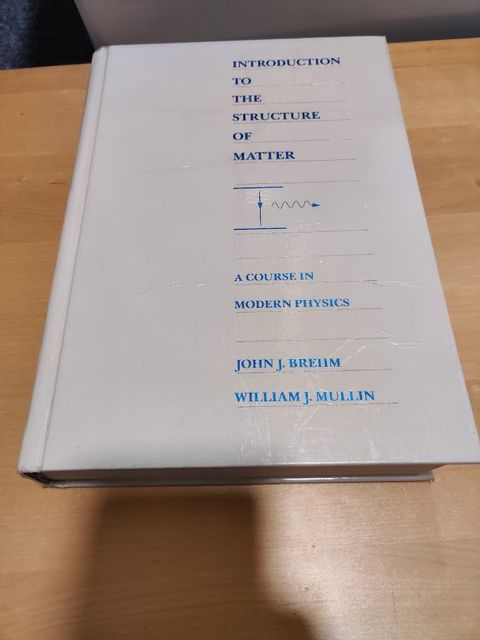 INTRODUCTION
TO
THE
STRUCTURE
OF
MATTER
A COURSE IN
MODERN PHYSICS
JOHN J. BREHM
WILLIAM J. MULLIN